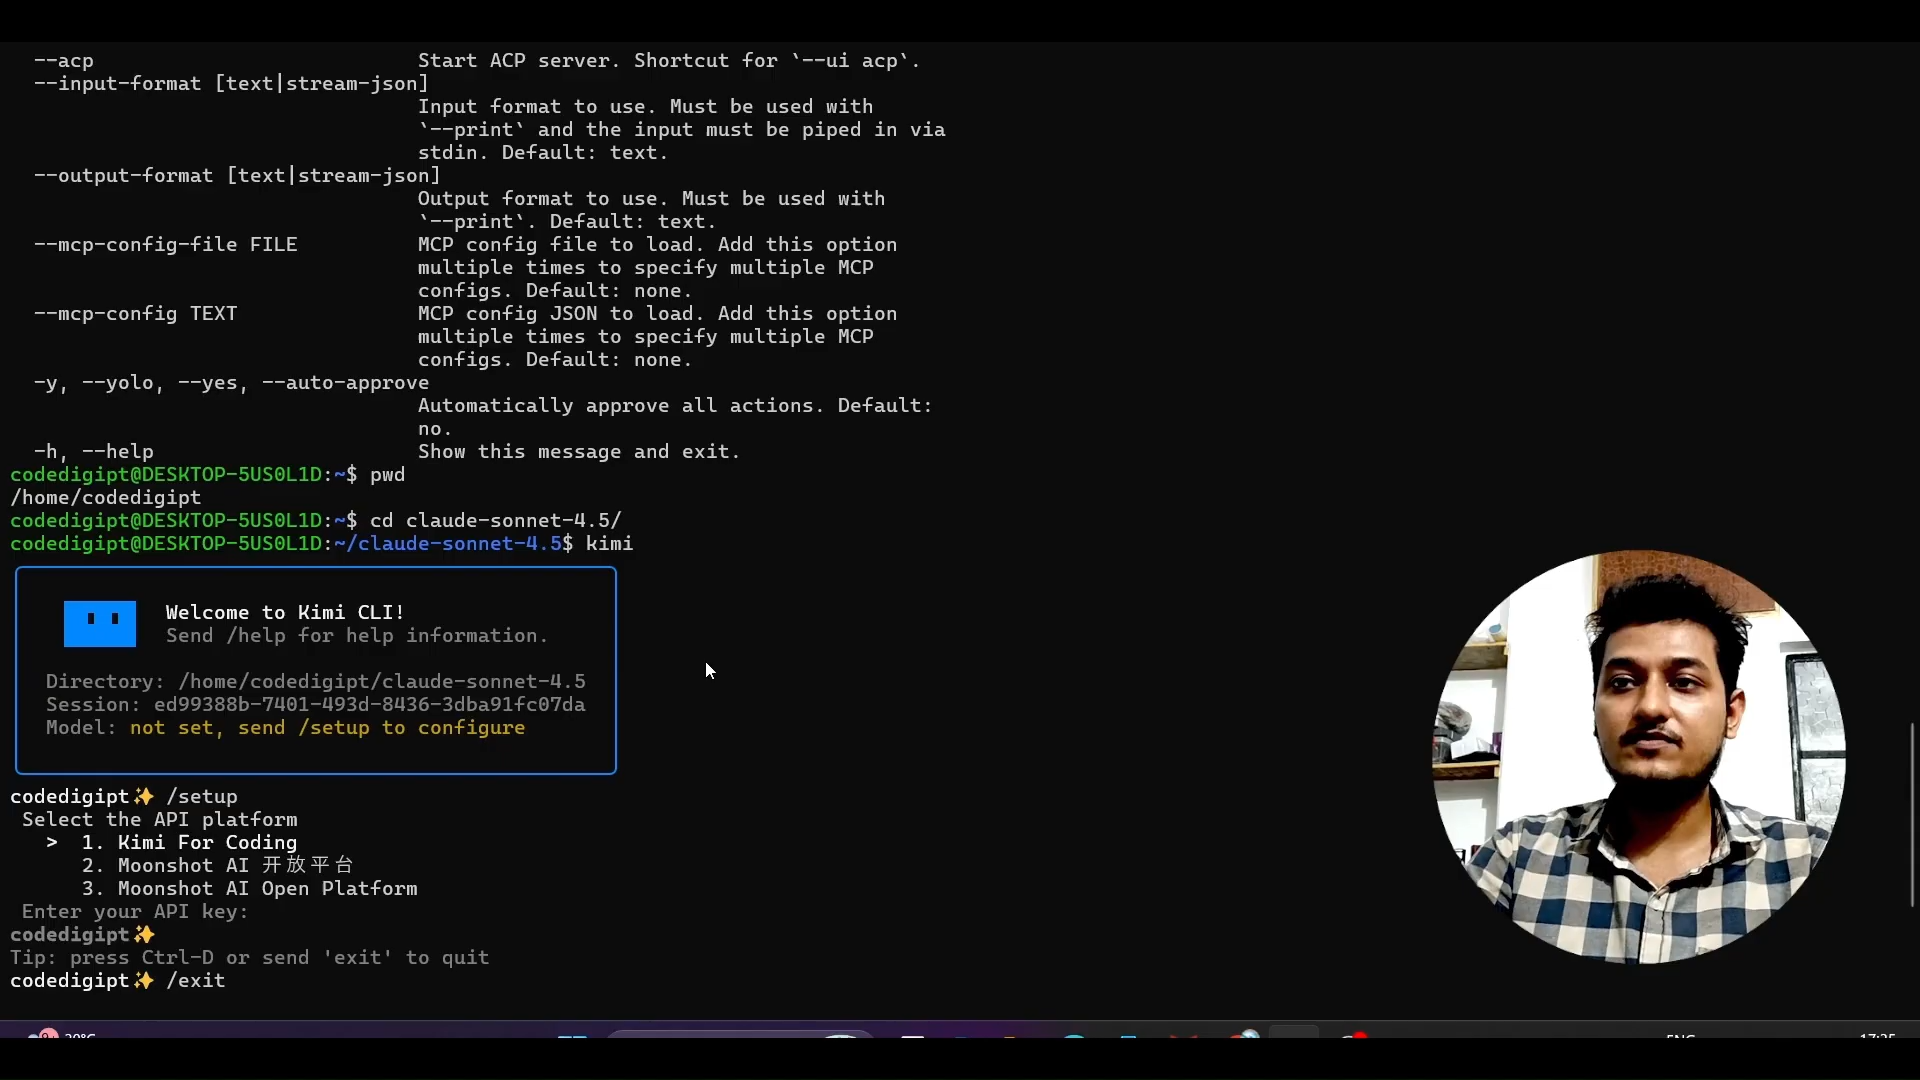 --acp Start ACP server. Shortcut for `--ui acp`.
--input-format [text|stream-json]
Input format to use. Must be used with
`--print` and the input must be piped in via
stdin. Default: text.
--output-format [text|stream-json]
Output format to use. Must be used with
`--print`. Default: text.
--mcp-config-file FILE MCP config file to load. Add this option
multiple times to specify multiple MCP
configs. Default: none.
--mcp-config TEXT MCP config JSON to load. Add this option
multiple times to specify multiple MCP
configs. Default: none.
-y, --yolo, --yes, --auto-approve
Automatically approve all actions. Default:
no.
-h, --help Show this message and exit.
codedigipt@DESKTOP-5US0L1D:~$ pwd
/home/codedigipt
codedigipt@DESKTOP-5US0L1D:~$ cd claude-sonnet-4.5/
codedigipt@DESKTOP-5US0L1D:~/claude-sonnet-4.5$ kimi
Welcome to Kimi CLI!
Send /help for help information.
Directory: /home/codedigipt/claude-sonnet-4.5
Session: ed99388b-7401-493d-8436-3dba91fc07da
Model: not set, send /setup to configure
codedigipt✨ /setup
Select the API platform
> 1. Kimi For Coding
2. Moonshot AI 开放平台
3. Moonshot AI Open Platform
Enter your API key:
codedigipt✨
Tip: press Ctrl-D or send 'exit' to quit
codedigipt✨ /exit